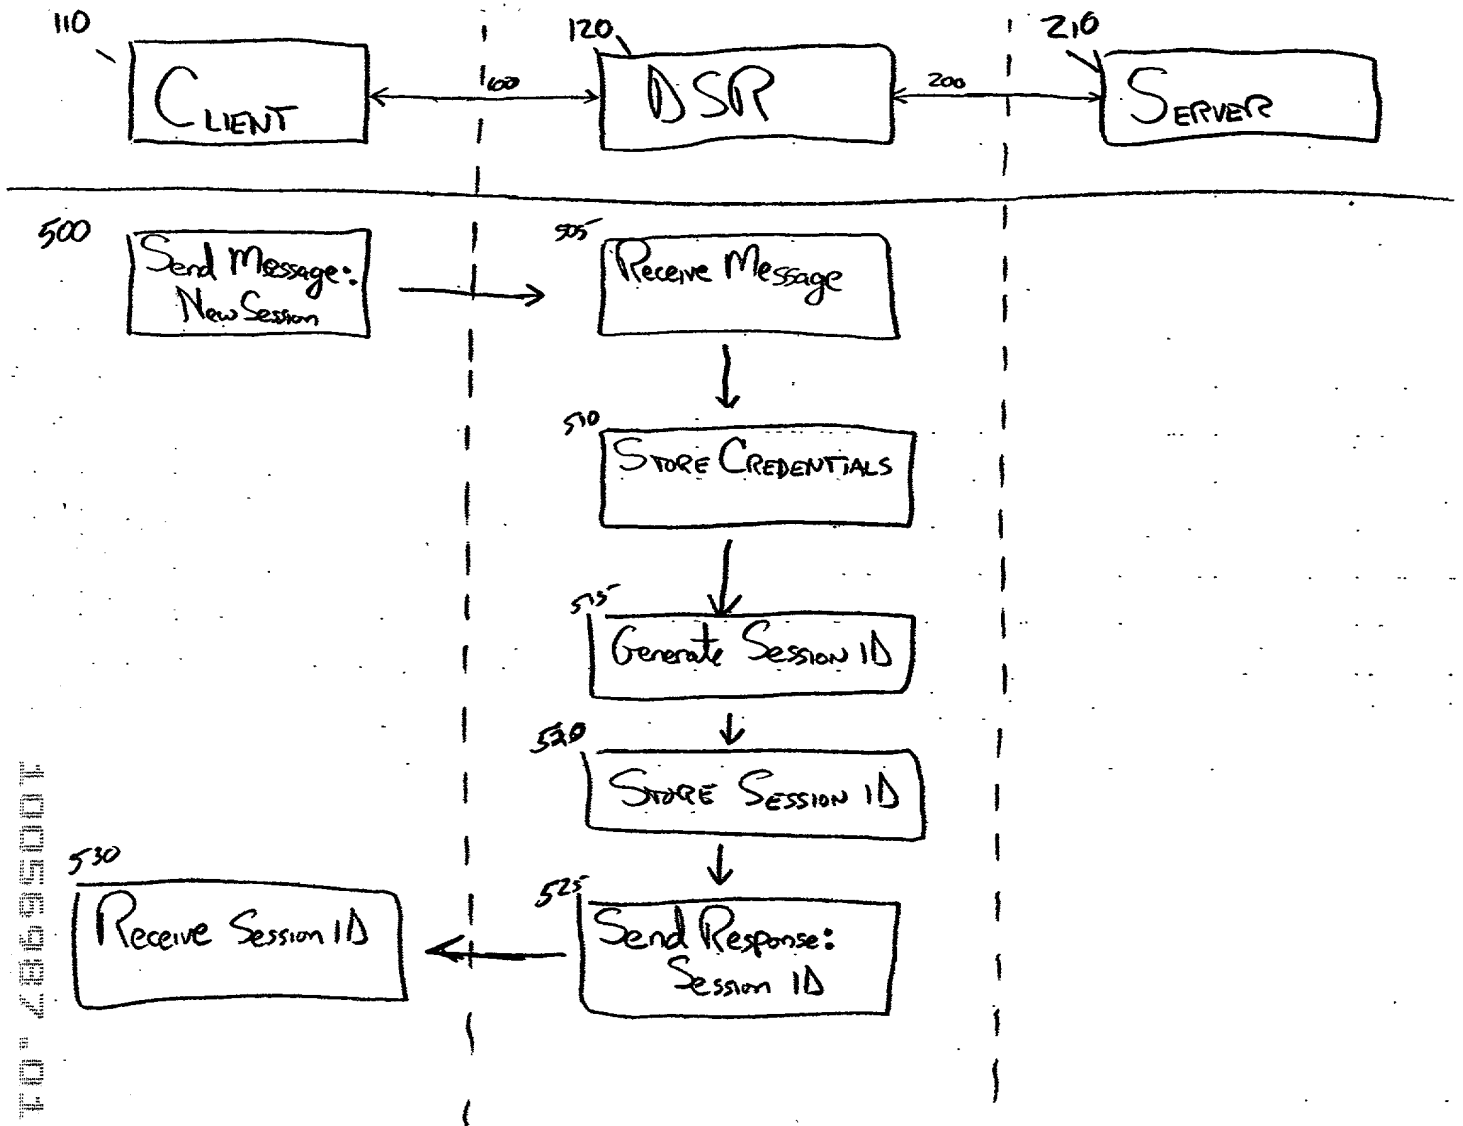 110
120
210
CLIENT
DSR
200
SERVER
500
505
Send Message:
New Session
Receive Message
510
STORE CREDENTIALS
515
Generate Session ID
520
STORE SESSION ID
530
525
Receive Session ID
Send Response:
Session ID